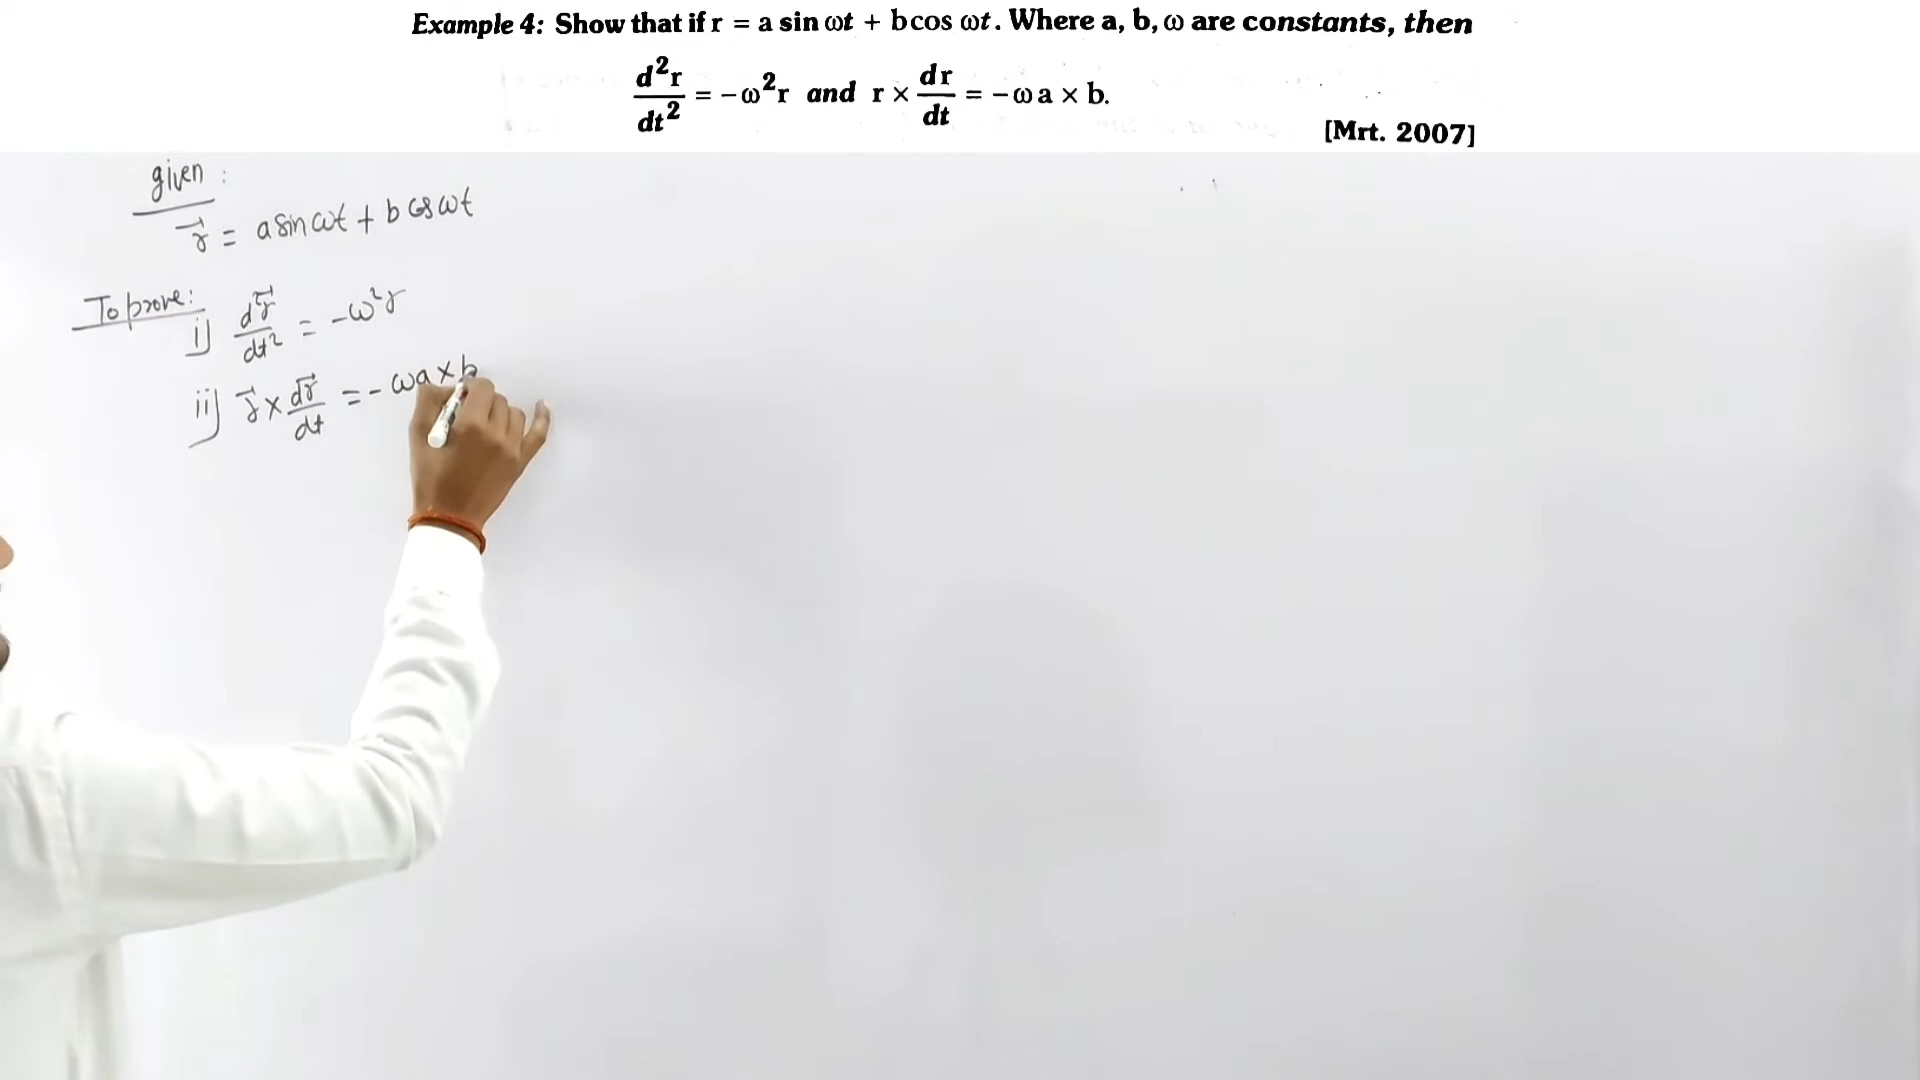 Example 4: Show that if r = a sin ωt + b cos ωt. Where a, b, ω are constants, then
d²r/dt² = -ω²r and r × dr/dt = -ω a × b.
[Mrt. 2007]
given :
r⃗ = a sin ωt + b cos ωt
To prove:
i) d²r⃗/dt² = -ω²r
ii) r⃗ × dr⃗/dt = - ωa × b